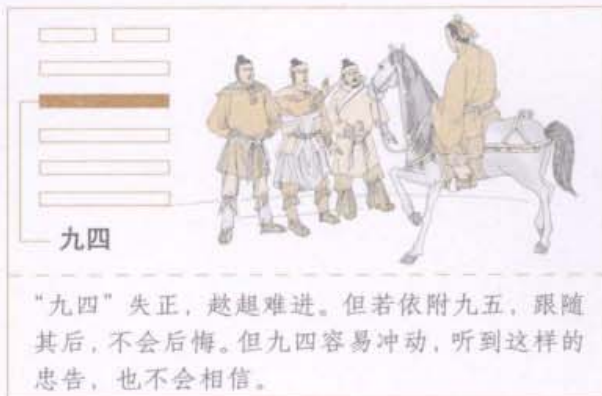 九四
“九四”失正，趑趄难进。但若依附九五，跟随
其后，不会后悔。但九四容易冲动，听到这样的
忠告，也不会相信。